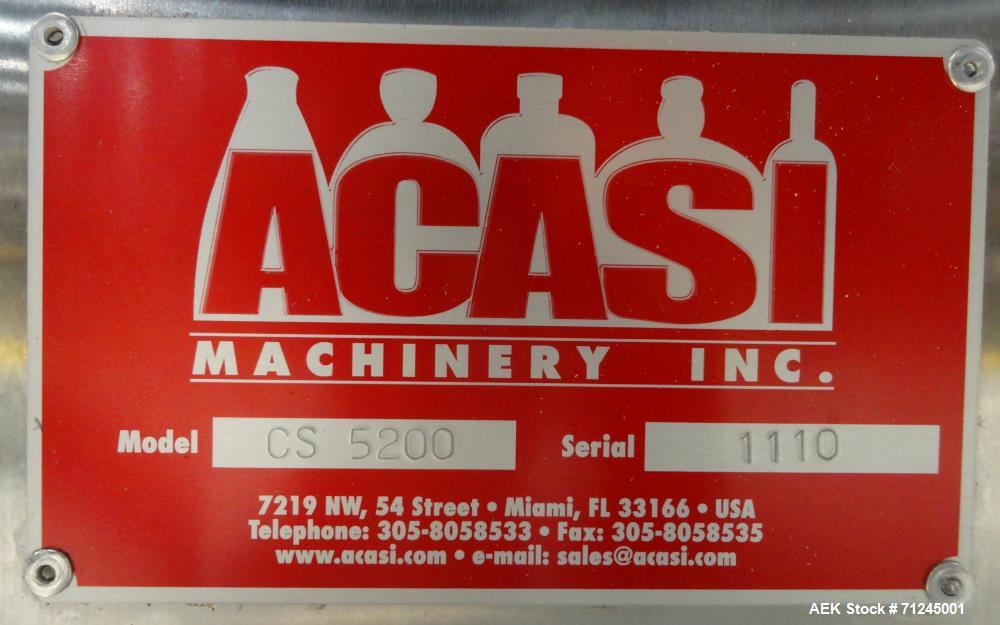 ACASI
MACHINERY INC.
Model CS 5200 Serial 1110
7219 NW, 54 Street • Miami, FL 33166 • USA
Telephone: 305-8058533 • Fax: 305-8058535
www.acasi.com • e-mail: sales@acasi.com
AEK Stock # 71245001